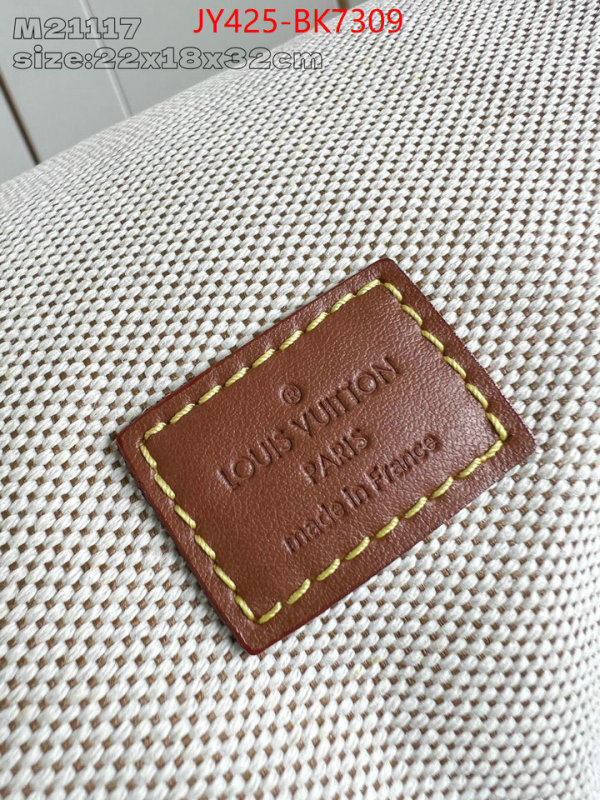 JY425-BK7309
M21117
size:22x18x32cm
®
LOUIS VUITTON
PARIS
made in France